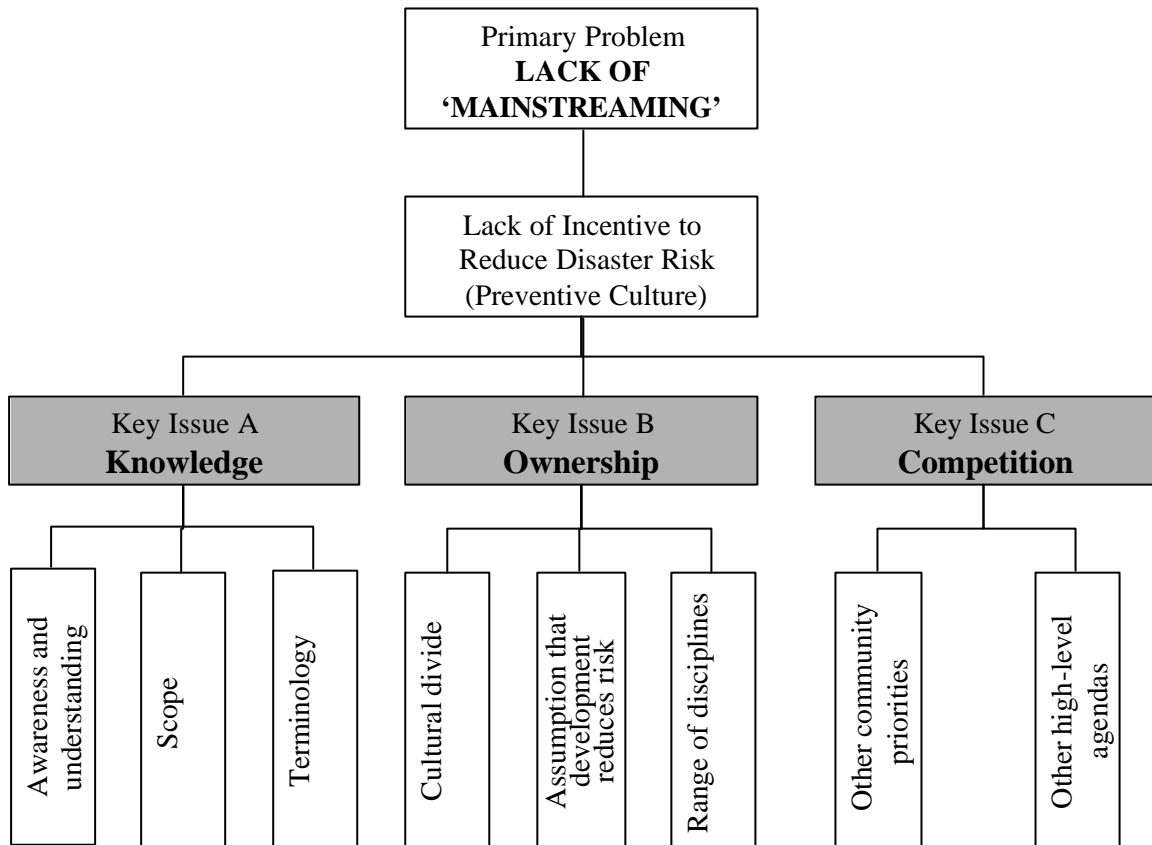 Primary Problem
LACK OF
‘MAINSTREAMING’
Lack of Incentive to
Reduce Disaster Risk
(Preventive Culture)
Key Issue A
Knowledge
Key Issue B
Ownership
Key Issue C
Competition
Awareness and
understanding
Scope
Terminology
Cultural divide
Assumption that
development
reduces risk
Range of disciplines
Other community
priorities
Other high-level
agendas